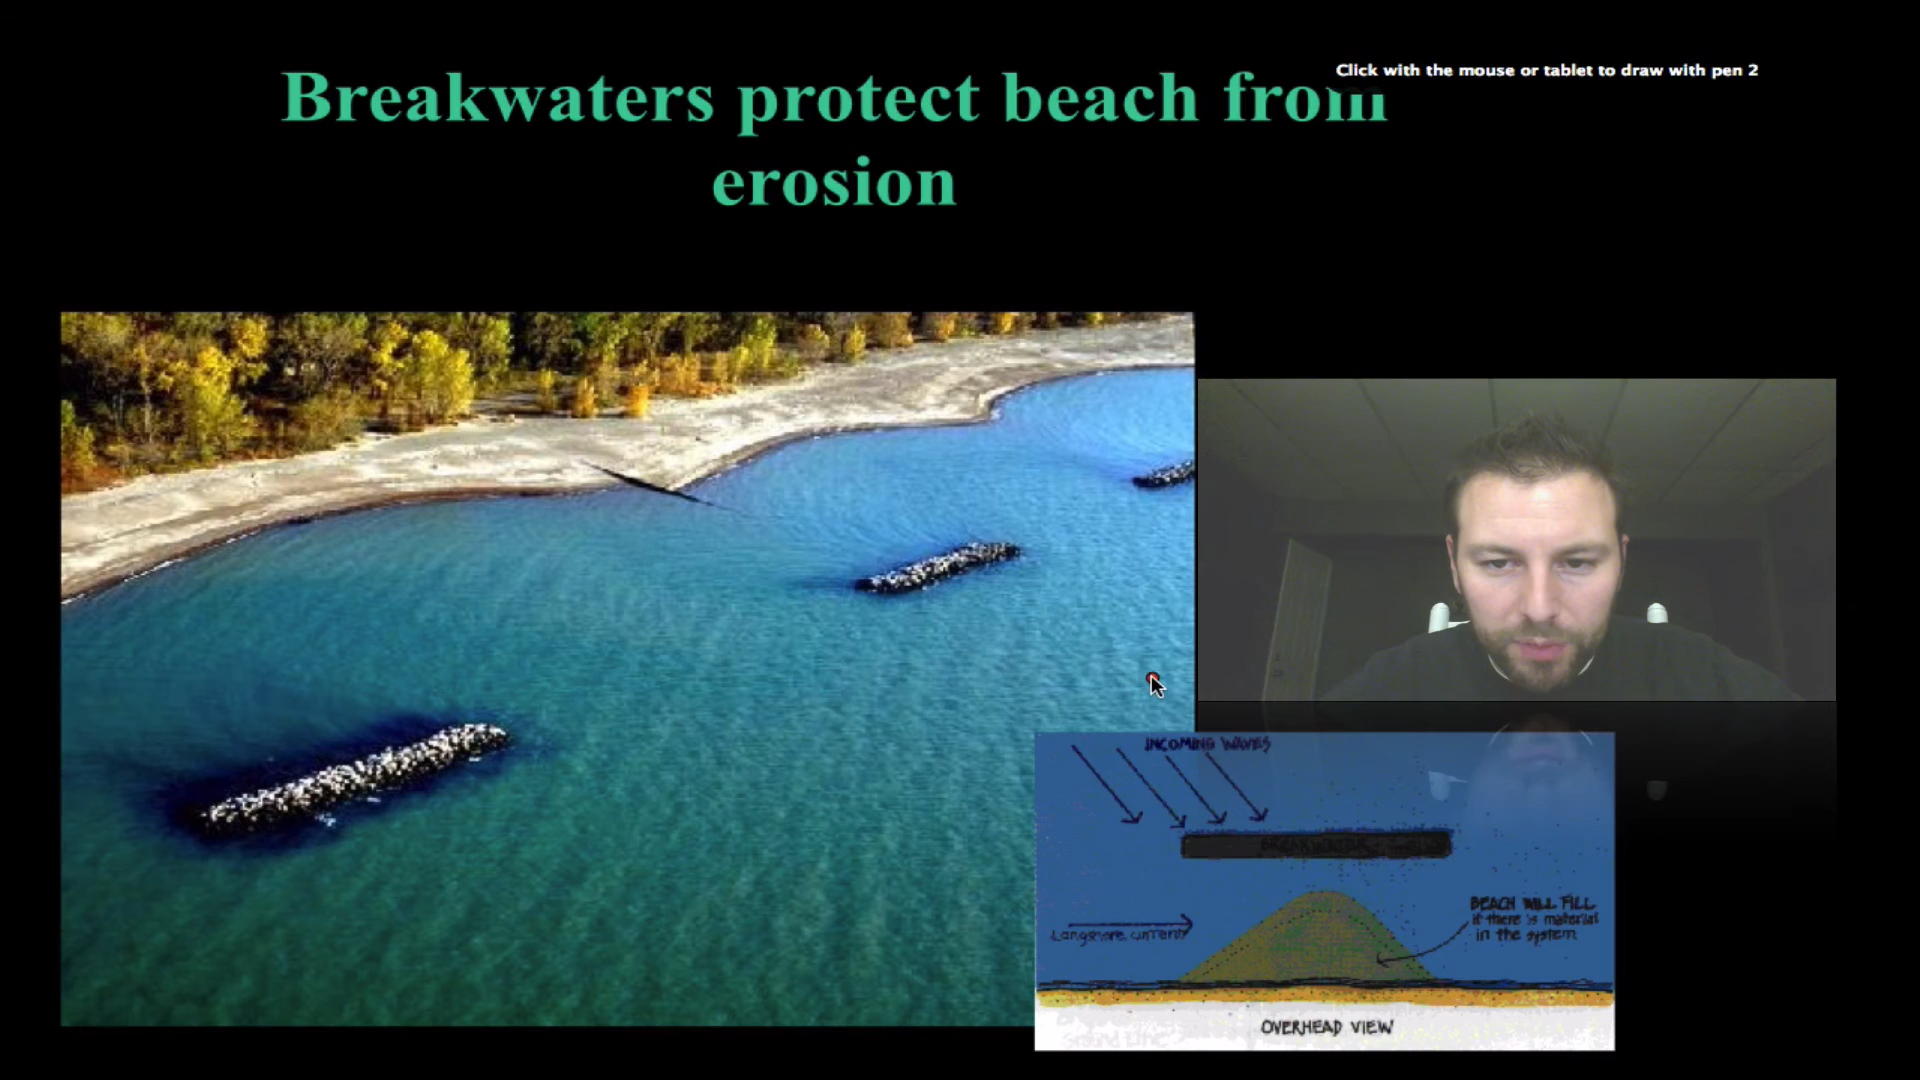 Click with the mouse or tablet to draw with pen 2
Breakwaters protect beach from
erosion
INCOMING WAVES
BREAKWATER
Longshore current
BEACH WILL FILL
if there is material
in the system
OVERHEAD VIEW